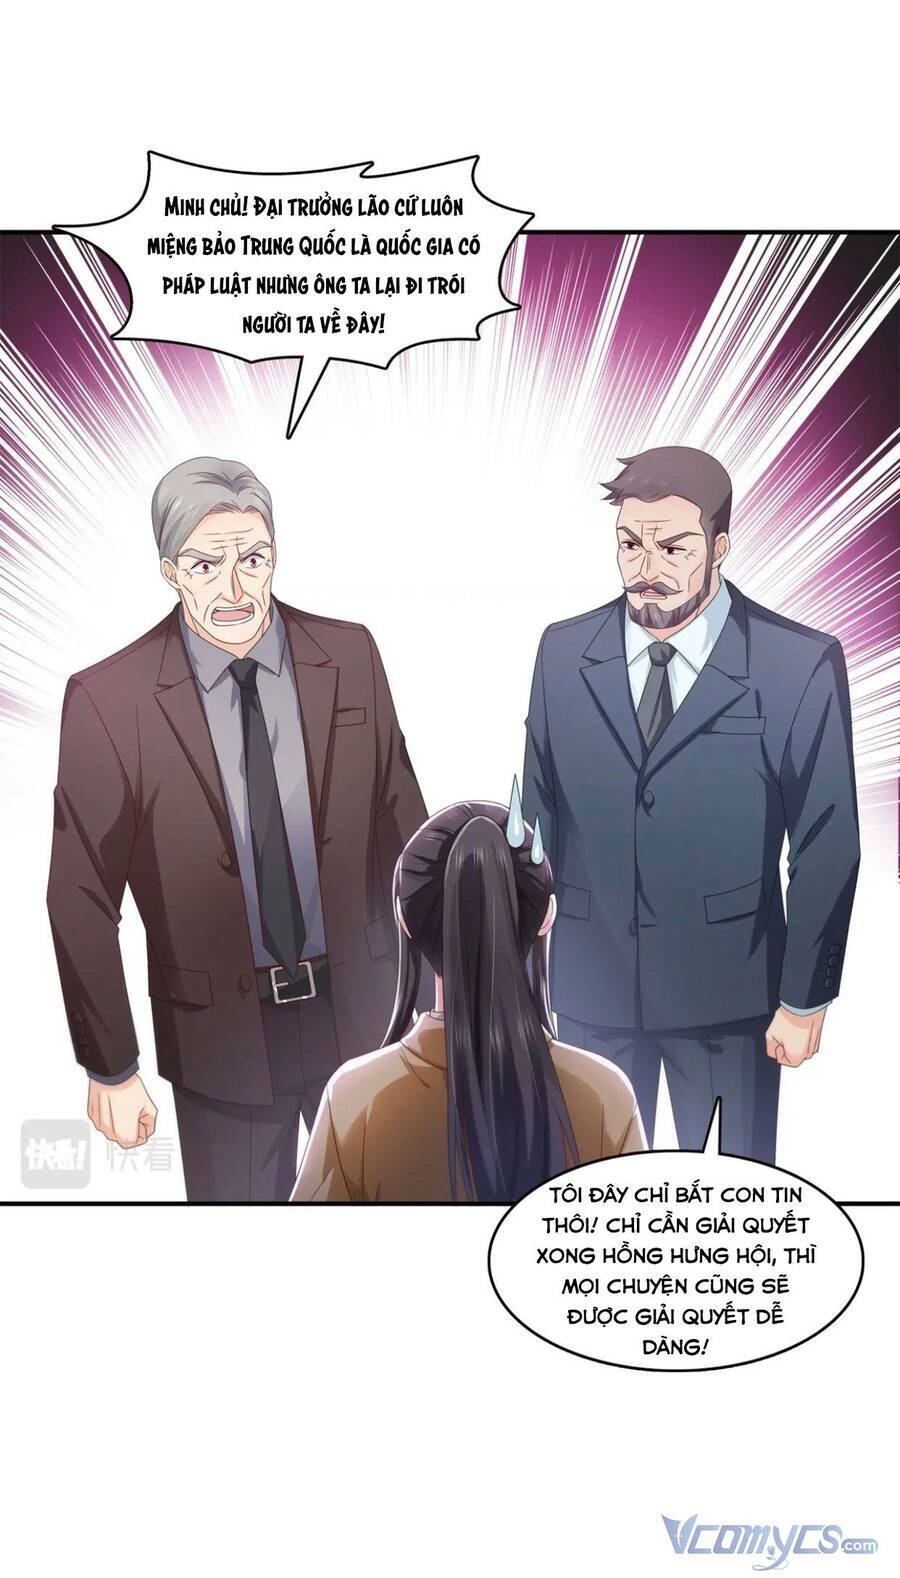 MINH CHỦ! ĐẠI TRƯỞNG LÃO CỨ LUÔN
MIỆNG BẢO TRUNG QUỐC LÀ QUỐC GIA CÓ
PHÁP LUẬT NHƯNG ÔNG TA LẠI ĐI TRÓI
NGƯỜI TA VỀ ĐÂY!
快看! 快看
TÔI ĐÂY CHỈ BẮT CON TIN
THÔI! CHỈ CẦN GIẢI QUYẾT
XONG HỒNG HƯNG HỘI, THÌ
MỌI CHUYỆN CŨNG SẼ
ĐƯỢC GIẢI QUYẾT DỄ
DÀNG!
Vcomycs.com